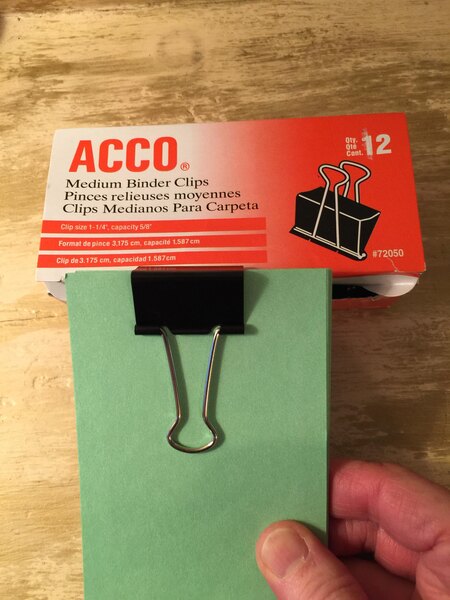 ACCO®
Medium Binder Clips
Pinces relieuses moyennes
Clips Medianos Para Carpeta
Clip size 1-1/4", capacity 5/8"
Format de pince 3,175 cm, capacité 1,587 cm
Clip de 3.175 cm, capacidad 1.587 cm
Qty.
Qté
Cant.
12
#72050